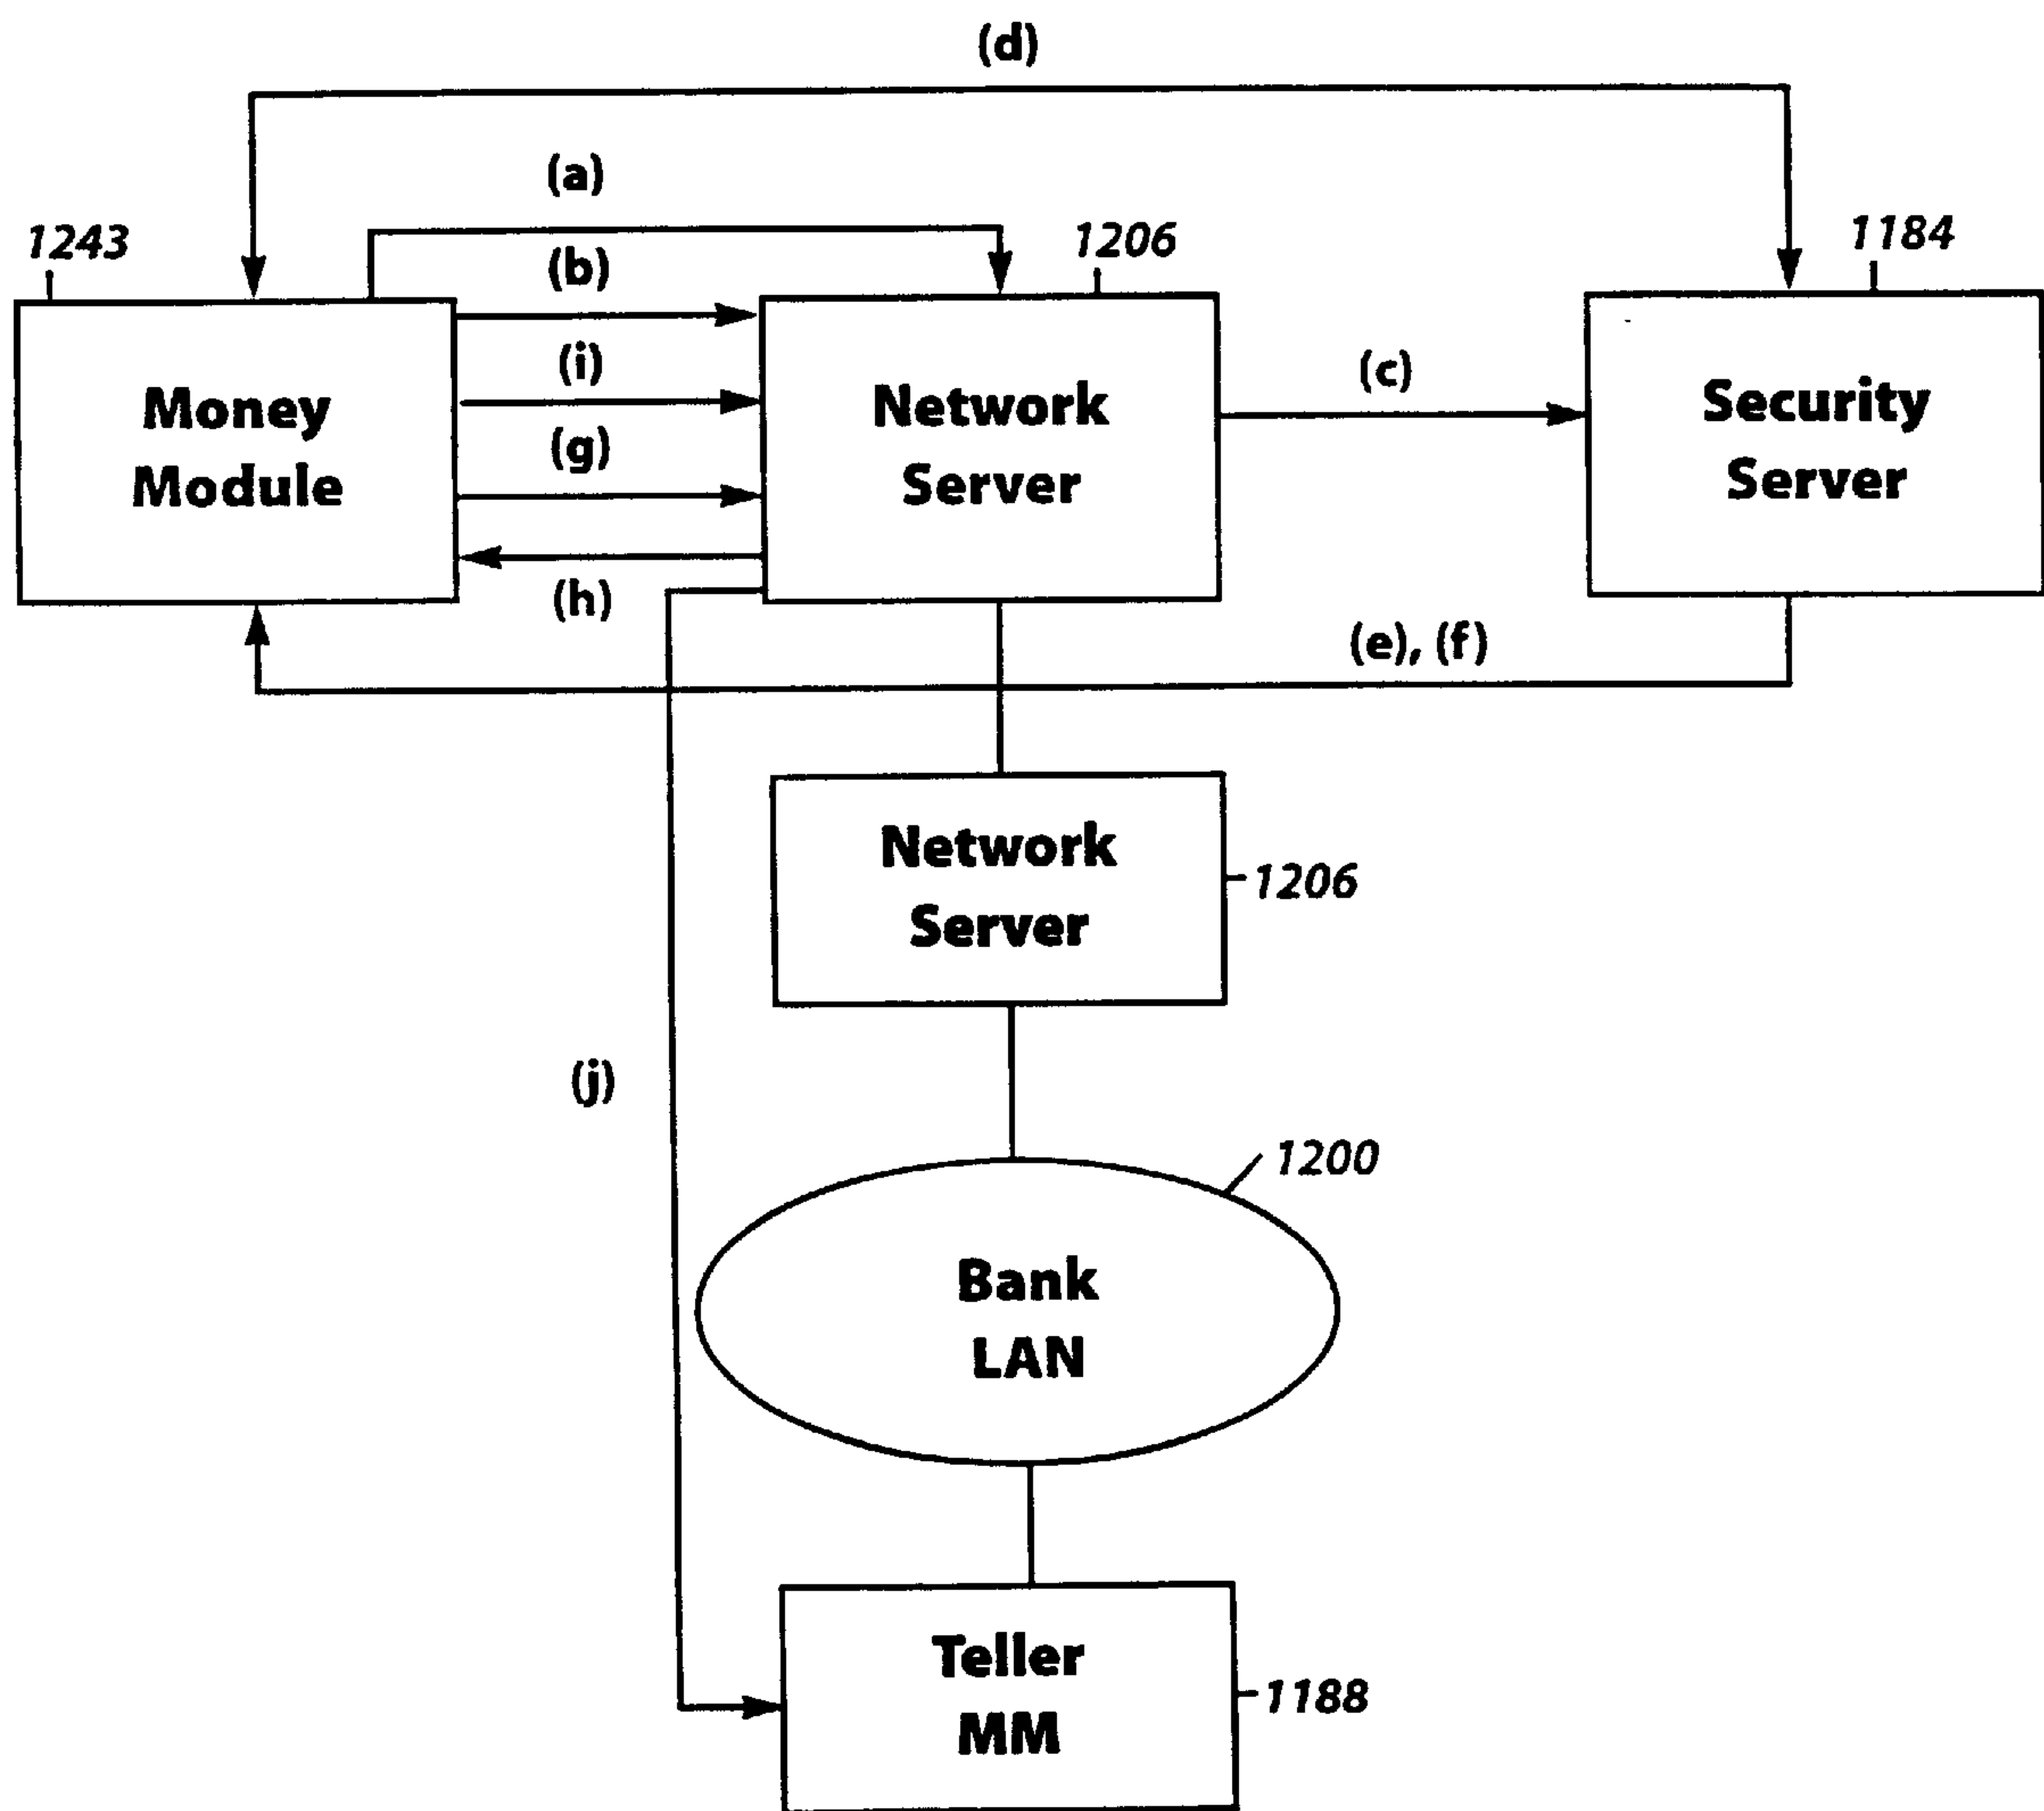 (d)
(a)
1243
(b)
1206
1184
(i)
(c)
Money
Module
(g)
Network
Server
Security
Server
(h)
(e), (f)
Network
Server
1206
(j)
1200
Bank
LAN
Teller
MM
1188